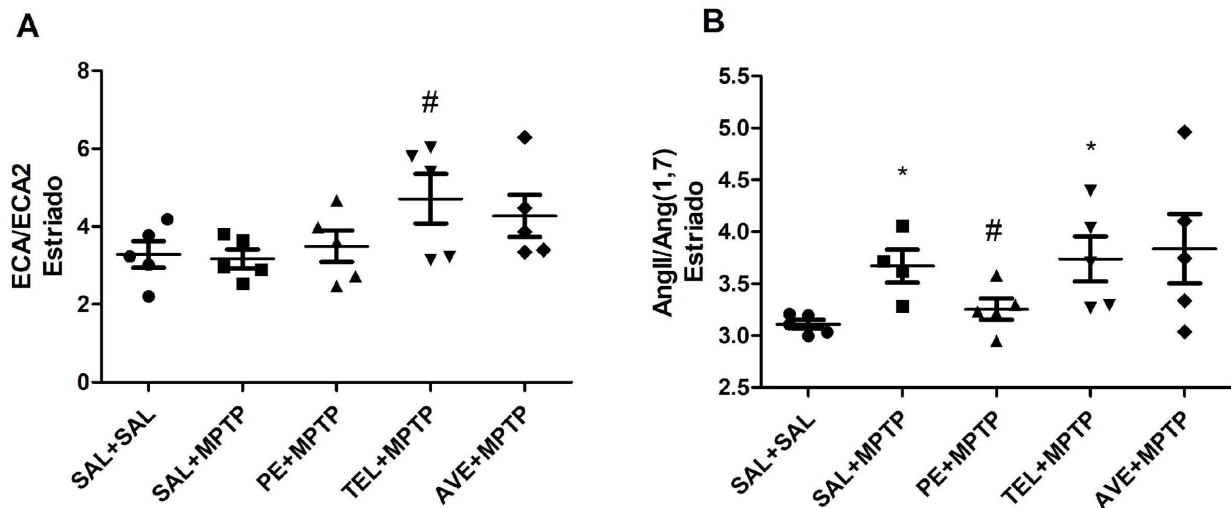 A
ECA/ECA2
Estriado
8
6
4
2
0
#
SAL+SAL
SAL+MPTP
PE+MPTP
TEL+MPTP
AVE+MPTP
B
AngII/Ang(1,7)
Estriado
5.5
5.0
4.5
4.0
3.5
3.0
2.5
*
#
*
SAL+SAL
SAL+MPTP
PE+MPTP
TEL+MPTP
AVE+MPTP